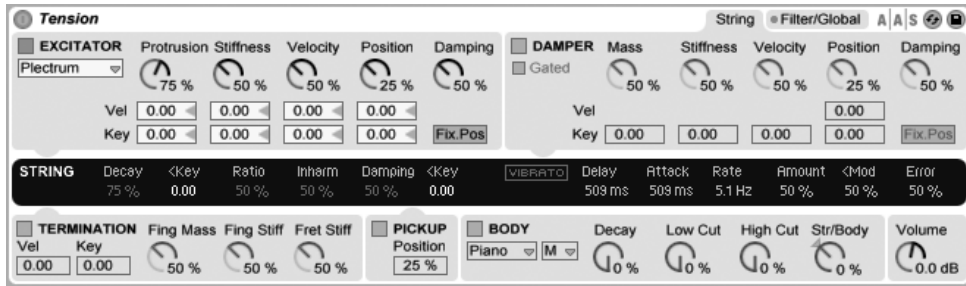 Tension String Filter/Global A A S
EXCITATOR Protrusion Stiffness Velocity Position Damping
Plectrum
75 % 50 % 50 % 25 % 50 %
Vel 0.00 0.00 0.00 0.00
Key 0.00 0.00 0.00 0.00 Fix.Pos
DAMPER Mass Stiffness Velocity Position Damping
Gated
50 % 50 % 50 % 25 % 50 %
Vel 0.00
Key 0.00 0.00 0.00 0.00 Fix.Pos
STRING Decay <Key Ratio Inharm Damping <Key VIBRATO Delay Attack Rate Amount <Mod Error
75 % 0.00 50 % 50 % 50 % 0.00 509 ms 509 ms 5.1 Hz 50 % 50 % 50 %
TERMINATION Fing Mass Fing Stiff Fret Stiff
Vel Key
0.00 0.00 50 % 50 % 50 %
PICKUP
Position
25 %
BODY Decay Low Cut High Cut Str/Body
Piano M
0 % 0 % 0 % 0 %
Volume
0.0 dB